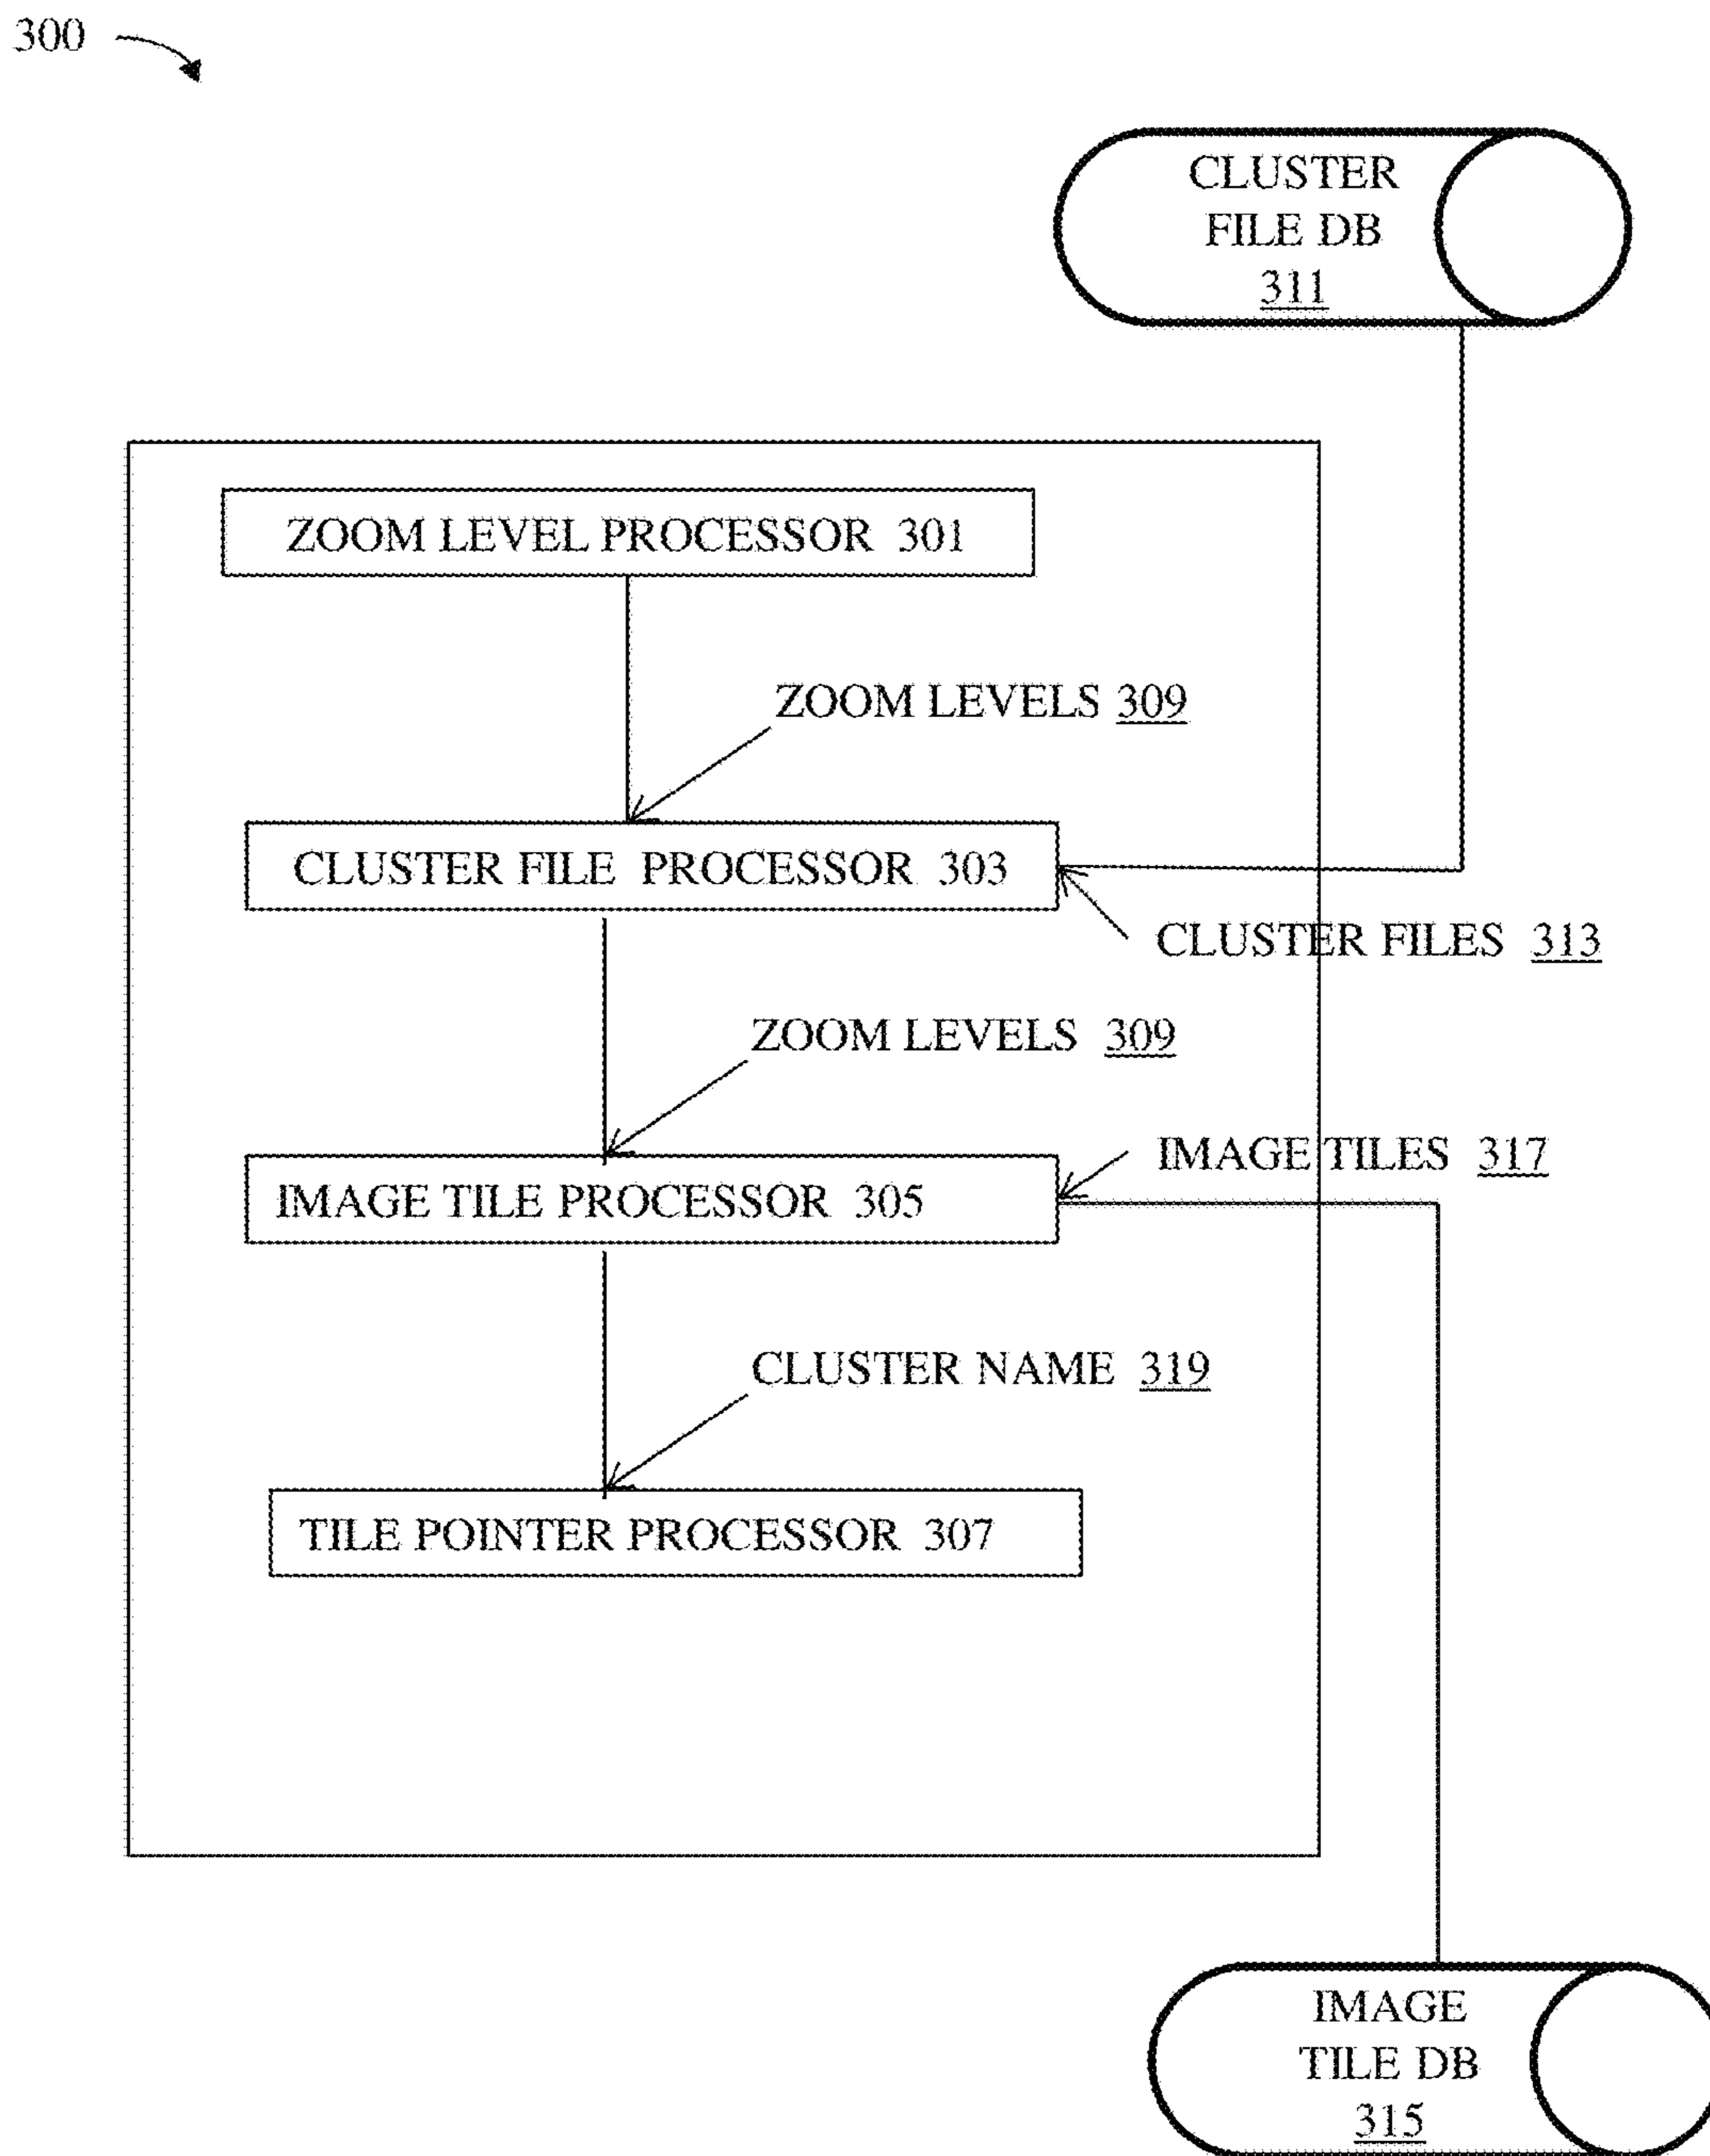 300
CLUSTER
FILE DB
311
ZOOM LEVEL PROCESSOR 301
ZOOM LEVELS 309
CLUSTER FILE PROCESSOR 303
CLUSTER FILES 313
ZOOM LEVELS 309
IMAGE TILES 317
IMAGE TILE PROCESSOR 305
CLUSTER NAME 319
TILE POINTER PROCESSOR 307
IMAGE
TILE DB
315